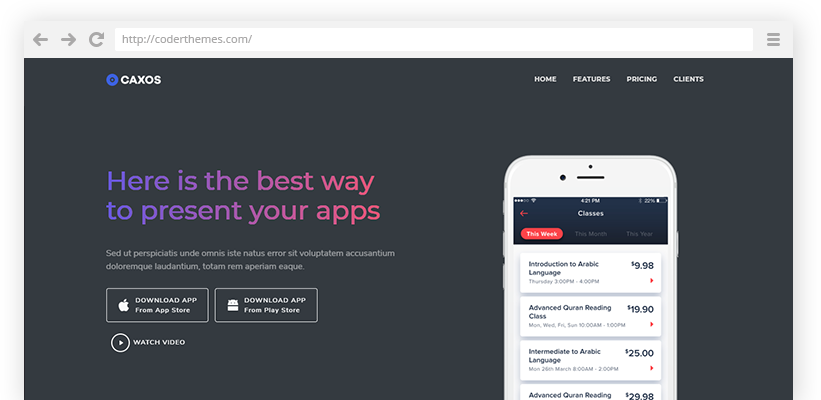 http://coderthemes.com/
CAXOS
HOME FEATURES PRICING CLIENTS
Here is the best way
to present your apps
Sed ut perspiciatis unde omnis iste natus error sit voluptatem accusantium
doloremque laudantium, totam rem aperiam eaque.
DOWNLOAD APP
From App Store
DOWNLOAD APP
From Play Store
WATCH VIDEO
4:21 PM 22%
Classes
This Week This Month This Year
Introduction to Arabic
Language
$9.98
Thursday 3:00PM - 4:00PM
Advanced Quran Reading
Class
$19.90
Mon, Wed, Fri, Sun 10:00AM - 1:00PM
Intermediate to Arabic
Language
$25.00
Mon 26th March 8:00AM - 2:00PM
Advanced Quran Reading
$29.98